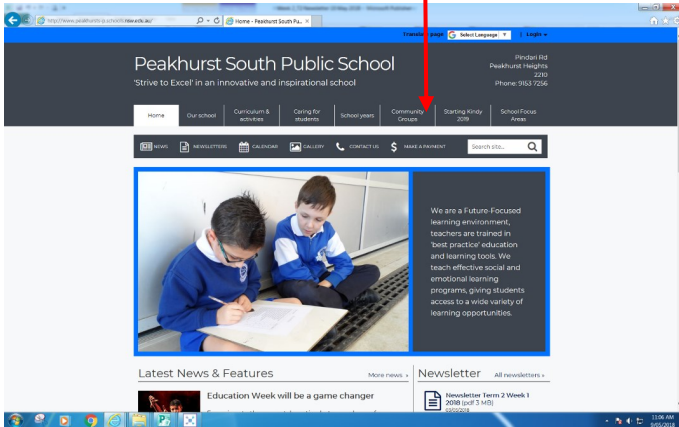 Home - Peakhurst South Pu...
Translate page Select Language | Login
Peakhurst South Public School
'Strive to Excel' in an innovative and inspirational school
Pindari Rd
Peakhurst Heights
2210
Phone: 9153 7256
Home
Our school
Curriculum &
activities
Caring for
students
School years
Community
Groups
Starting Kindy
2019
School Focus
Areas
NEWS NEWSLETTERS CALENDAR GALLERY CONTACT US MAKE A PAYMENT Search site...
We are a Future-Focused
learning environment,
teachers are trained in
'best practice' education
and learning tools. We
teach effective social and
emotional learning
programs, giving students
access to a wide variety of
learning opportunities.
Latest News & Features
More news »
Newsletter
All newsletters »
Education Week will be a game changer
Newsletter Term 2 Week 1
2018 (pdf 3 MB)
11:06 AM
9/05/2018